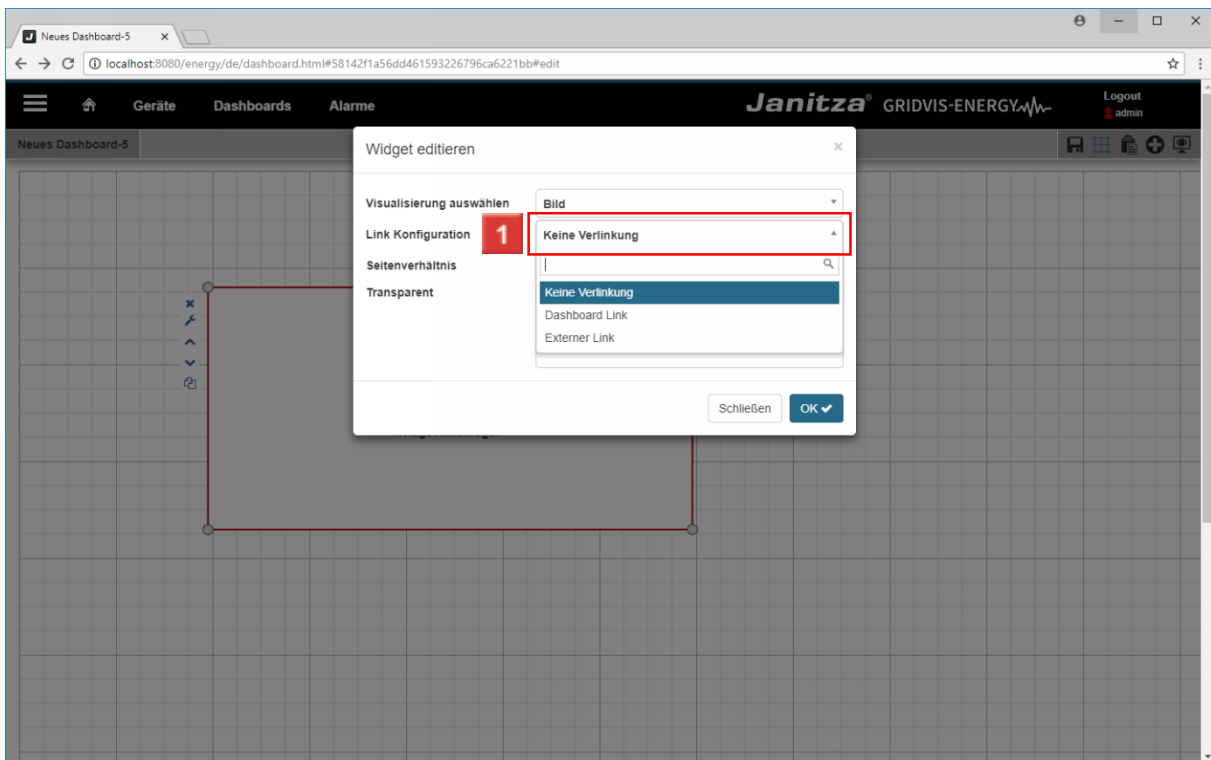 Neues Dashboard-5
localhost:8080/energy/de/dashboard.html#58142f1a56dd461593226796ca6221bb#edit
Geräte Dashboards Alarme Janitza® GRIDVIS-ENERGY Logout
admin
Neues Dashboard-5
Widget editieren
Visualisierung auswählen Bild
Link Konfiguration 1 Keine Verlinkung
Seitenverhältnis
Transparent Keine Verlinkung
Dashboard Link
Externer Link
Schließen OK